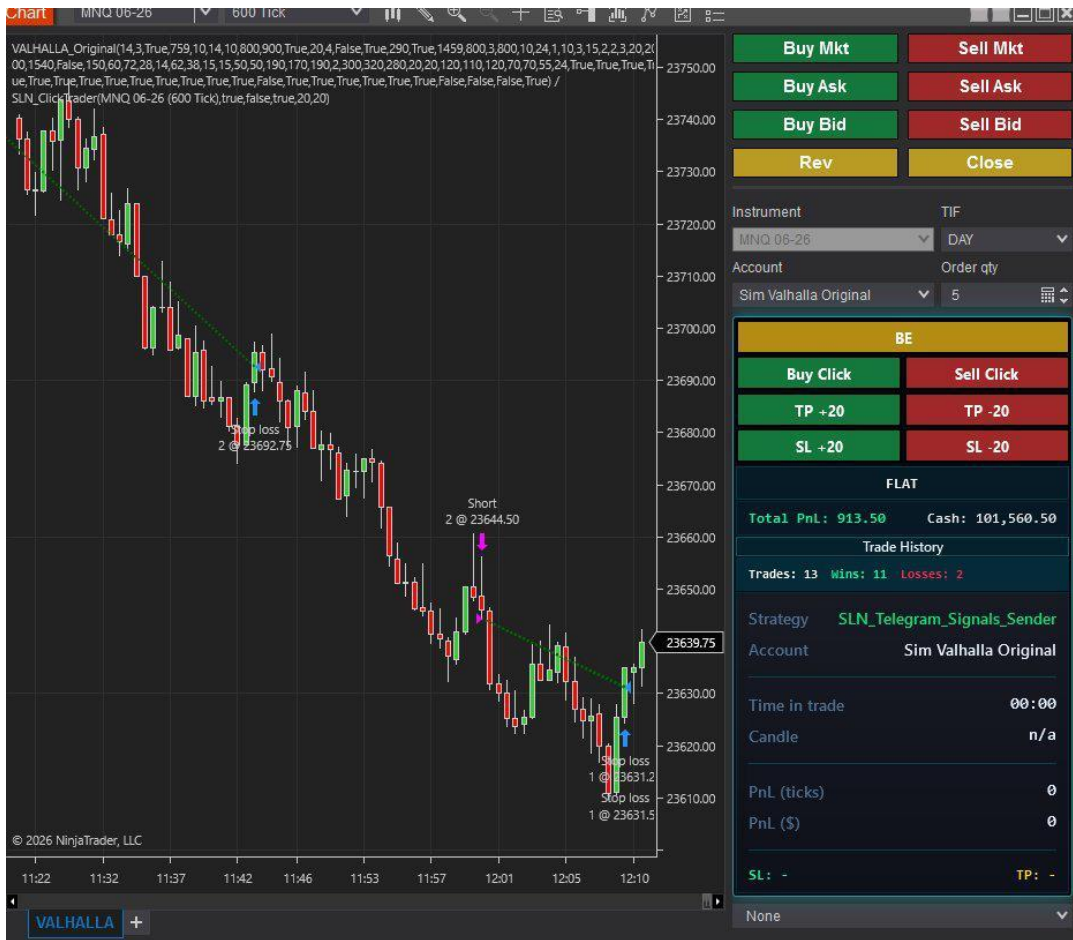 Chart MNQ 06-26 600 Tick
VALHALLA_Original(14,3,True,759,10,14,10,800,900,True,20,4,False,True,290,True,1459,800,3,800,10,24,1,10,3,15,2,2,3,20,20
00,1540,False,150,60,72,28,14,62,38,15,15,50,50,190,170,190,2,300,320,280,20,20,120,110,120,70,70,55,24,True,True,True,Tr
ue,True,True,True,True,True,True,True,False,True,True,True,True,True,True,False,False,False,True) /
SLN_ClickTrader(MNQ 06-26 (600 Tick),true,false,true,20,20)
23750.00
23740.00
23730.00
23720.00
23710.00
23700.00
23690.00
23680.00
23670.00
23660.00
23650.00
23639.75
23630.00
23620.00
23610.00
Stop loss
2 @ 23692.75
Short
2 @ 23644.50
Stop loss
1 @ 23631.2
Stop loss
1 @ 23631.5
© 2026 NinjaTrader, LLC
11:22 11:32 11:37 11:42 11:46 11:53 11:57 12:01 12:05 12:10
VALHALLA +
Buy Mkt Sell Mkt
Buy Ask Sell Ask
Buy Bid Sell Bid
Rev Close
Instrument TIF
MNQ 06-26 DAY
Account Order qty
Sim Valhalla Original 5
BE
Buy Click Sell Click
TP +20 TP -20
SL +20 SL -20
FLAT
Total PnL: 913.50 Cash: 101,560.50
Trade History
Trades: 13 Wins: 11 Losses: 2
Strategy SLN_Telegram_Signals_Sender
Account Sim Valhalla Original
Time in trade 00:00
Candle n/a
PnL (ticks) 0
PnL ($) 0
SL: - TP: -
None